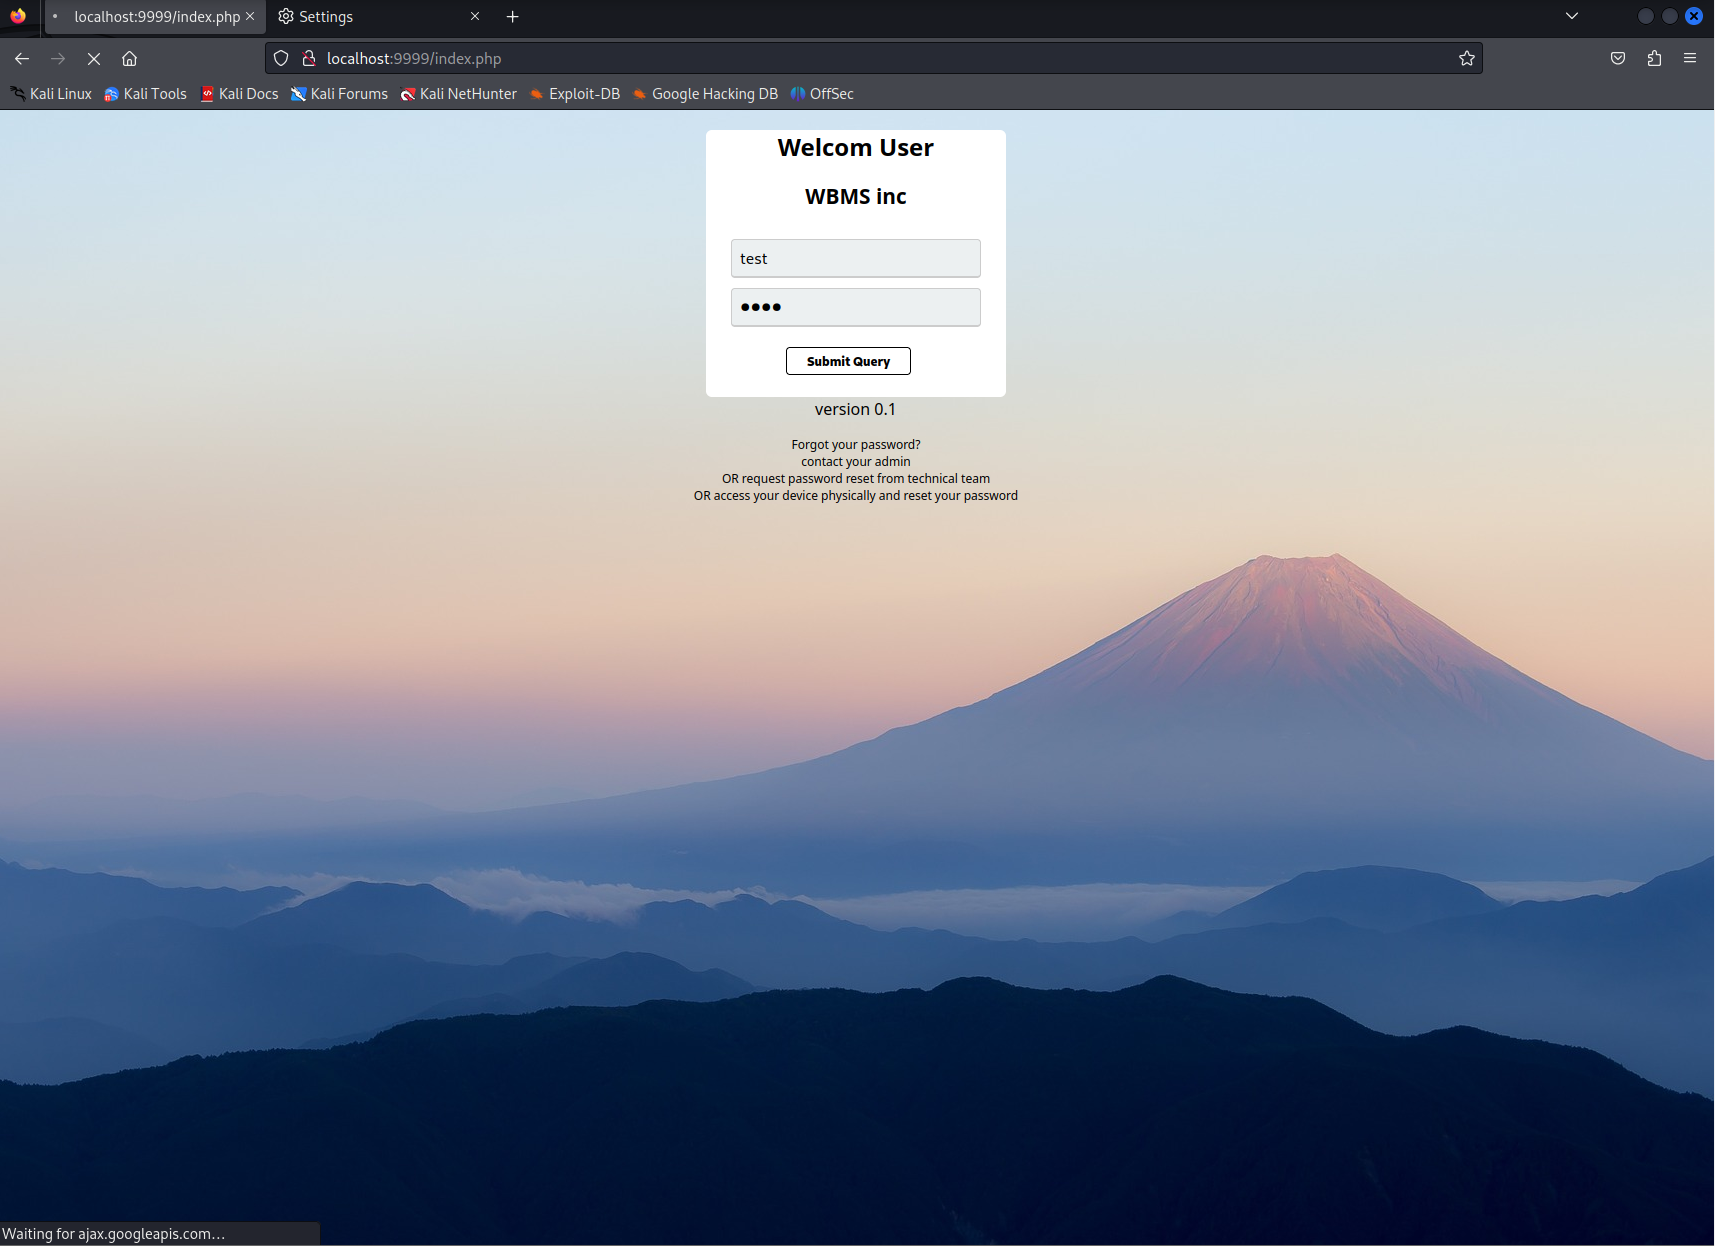 localhost:9999/index.php
Settings
localhost:9999/index.php
Kali Linux Kali Tools Kali Docs Kali Forums Kali NetHunter Exploit-DB Google Hacking DB OffSec
Welcom User
WBMS inc
test
••••
Submit Query
version 0.1
Forgot your password?
contact your admin
OR request password reset from technical team
OR access your device physically and reset your password
Waiting for ajax.googleapis.com…